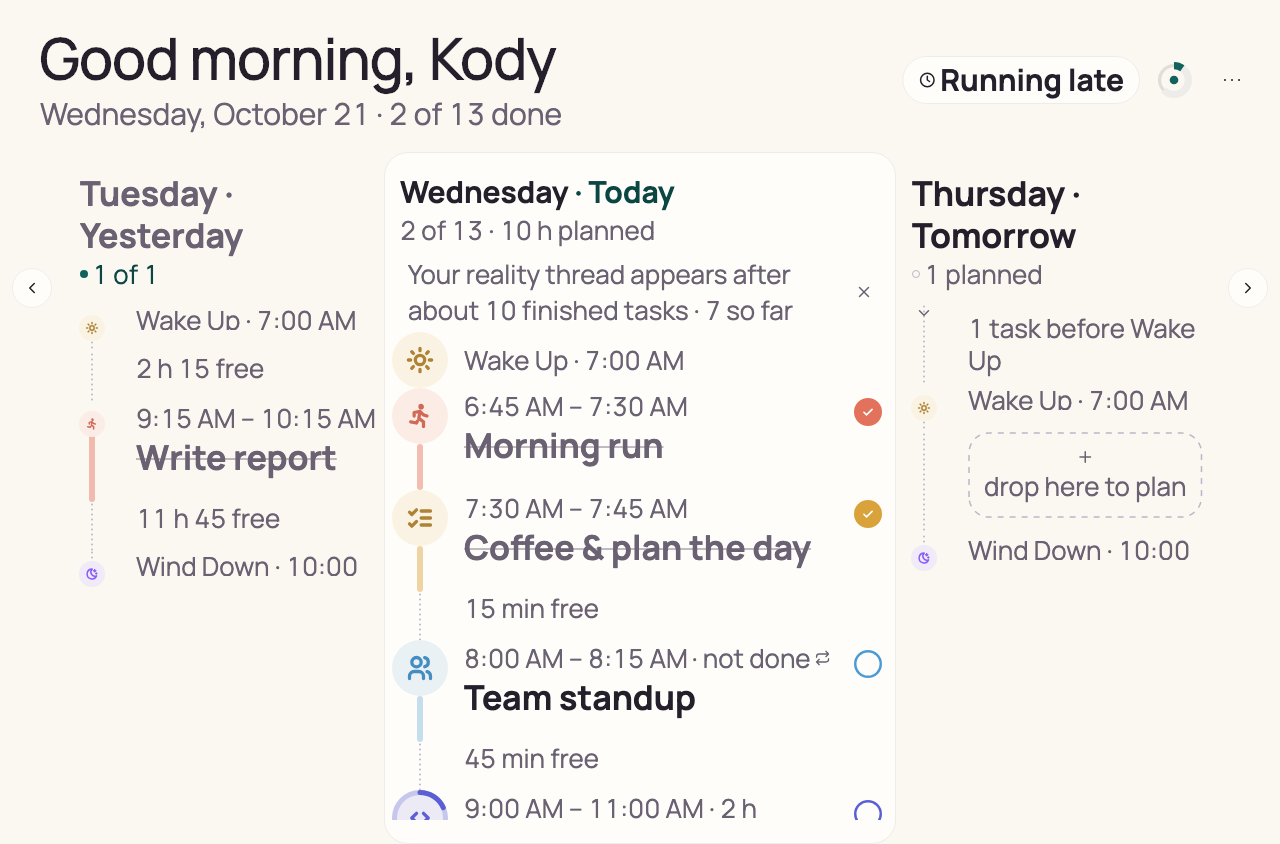 Good morning, Kody
Wednesday, October 21 · 2 of 13 done
Running late
...
Tuesday ·
Yesterday
1 of 1
Wake Up · 7:00 AM
2 h 15 free
9:15 AM – 10:15 AM
Write report
11 h 45 free
Wind Down · 10:00
Wednesday · Today
2 of 13 · 10 h planned
Your reality thread appears after
about 10 finished tasks · 7 so far
Wake Up · 7:00 AM
6:45 AM – 7:30 AM
Morning run
7:30 AM – 7:45 AM
Coffee & plan the day
15 min free
8:00 AM – 8:15 AM · not done
Team standup
45 min free
9:00 AM – 11:00 AM · 2 h
Thursday ·
Tomorrow
1 planned
1 task before Wake
Up
Wake Up · 7:00 AM
+
drop here to plan
Wind Down · 10:00